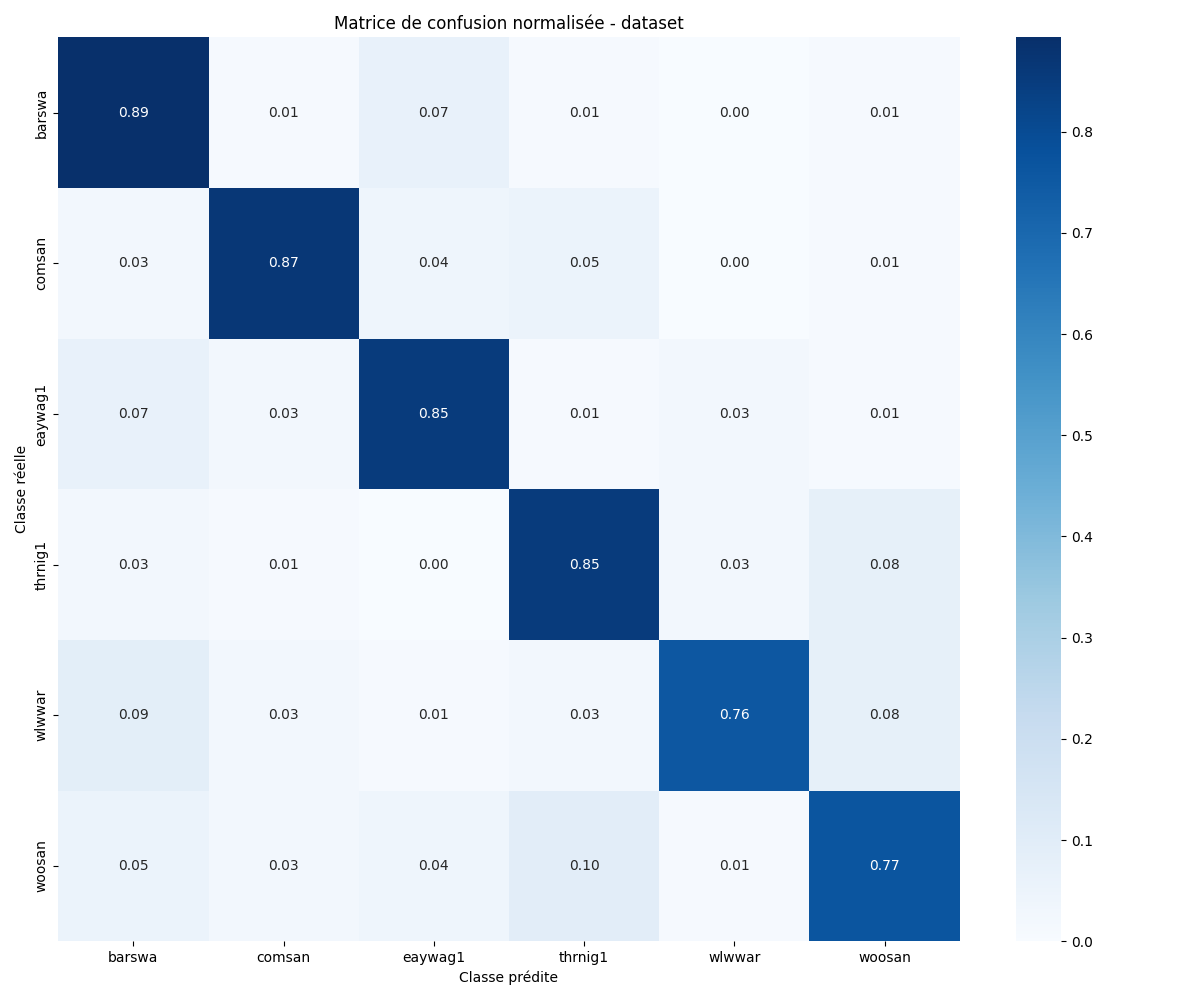 Matrice de confusion normalisée - dataset
barswa 0.89 0.01 0.07 0.01 0.00 0.01
comsan 0.03 0.87 0.04 0.05 0.00 0.01
eaywag1 0.07 0.03 0.85 0.01 0.03 0.01
thrnig1 0.03 0.01 0.00 0.85 0.03 0.08
wlwwar 0.09 0.03 0.01 0.03 0.76 0.08
woosan 0.05 0.03 0.04 0.10 0.01 0.77
barswa comsan eaywag1 thrnig1 wlwwar woosan
Classe prédite
Classe réelle
0.8
0.7
0.6
0.5
0.4
0.3
0.2
0.1
0.0